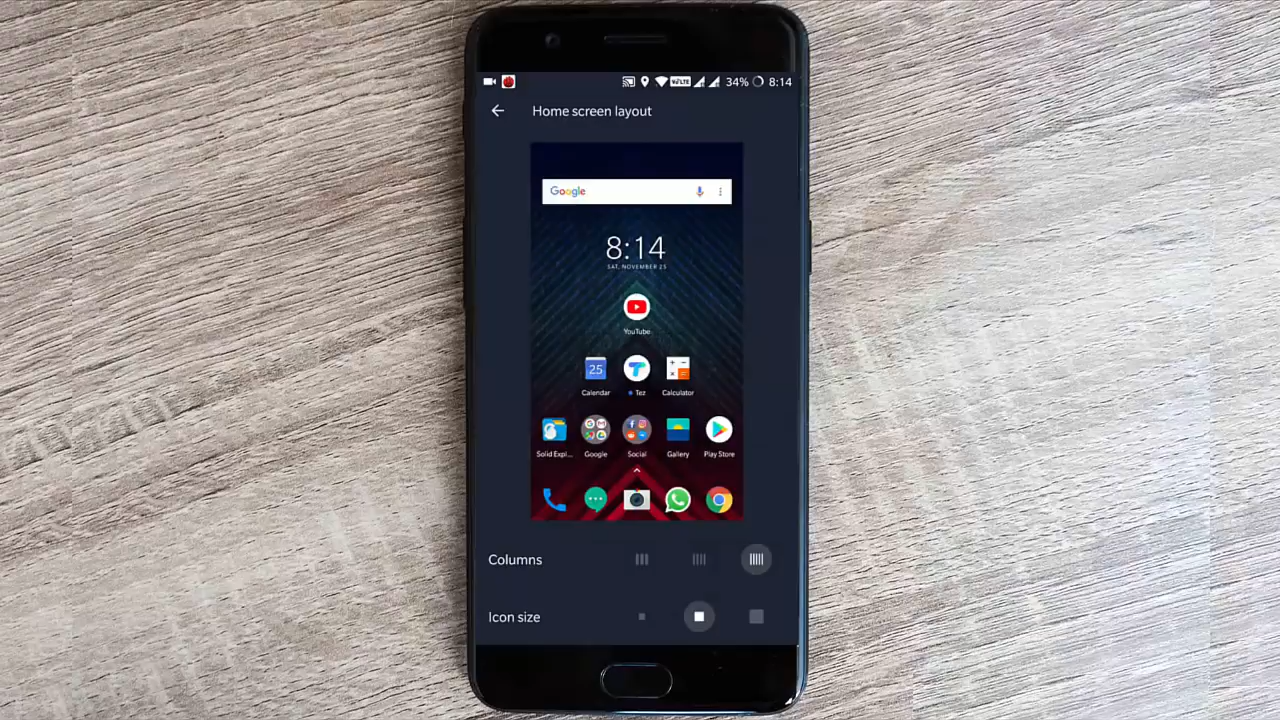 VoLTE 34% 8:14
Home screen layout
Google
8:14
SAT, NOVEMBER 25
YouTube
25
Calendar Tez Calculator
Solid Expl... Google Social Gallery Play Store
Columns
Icon size